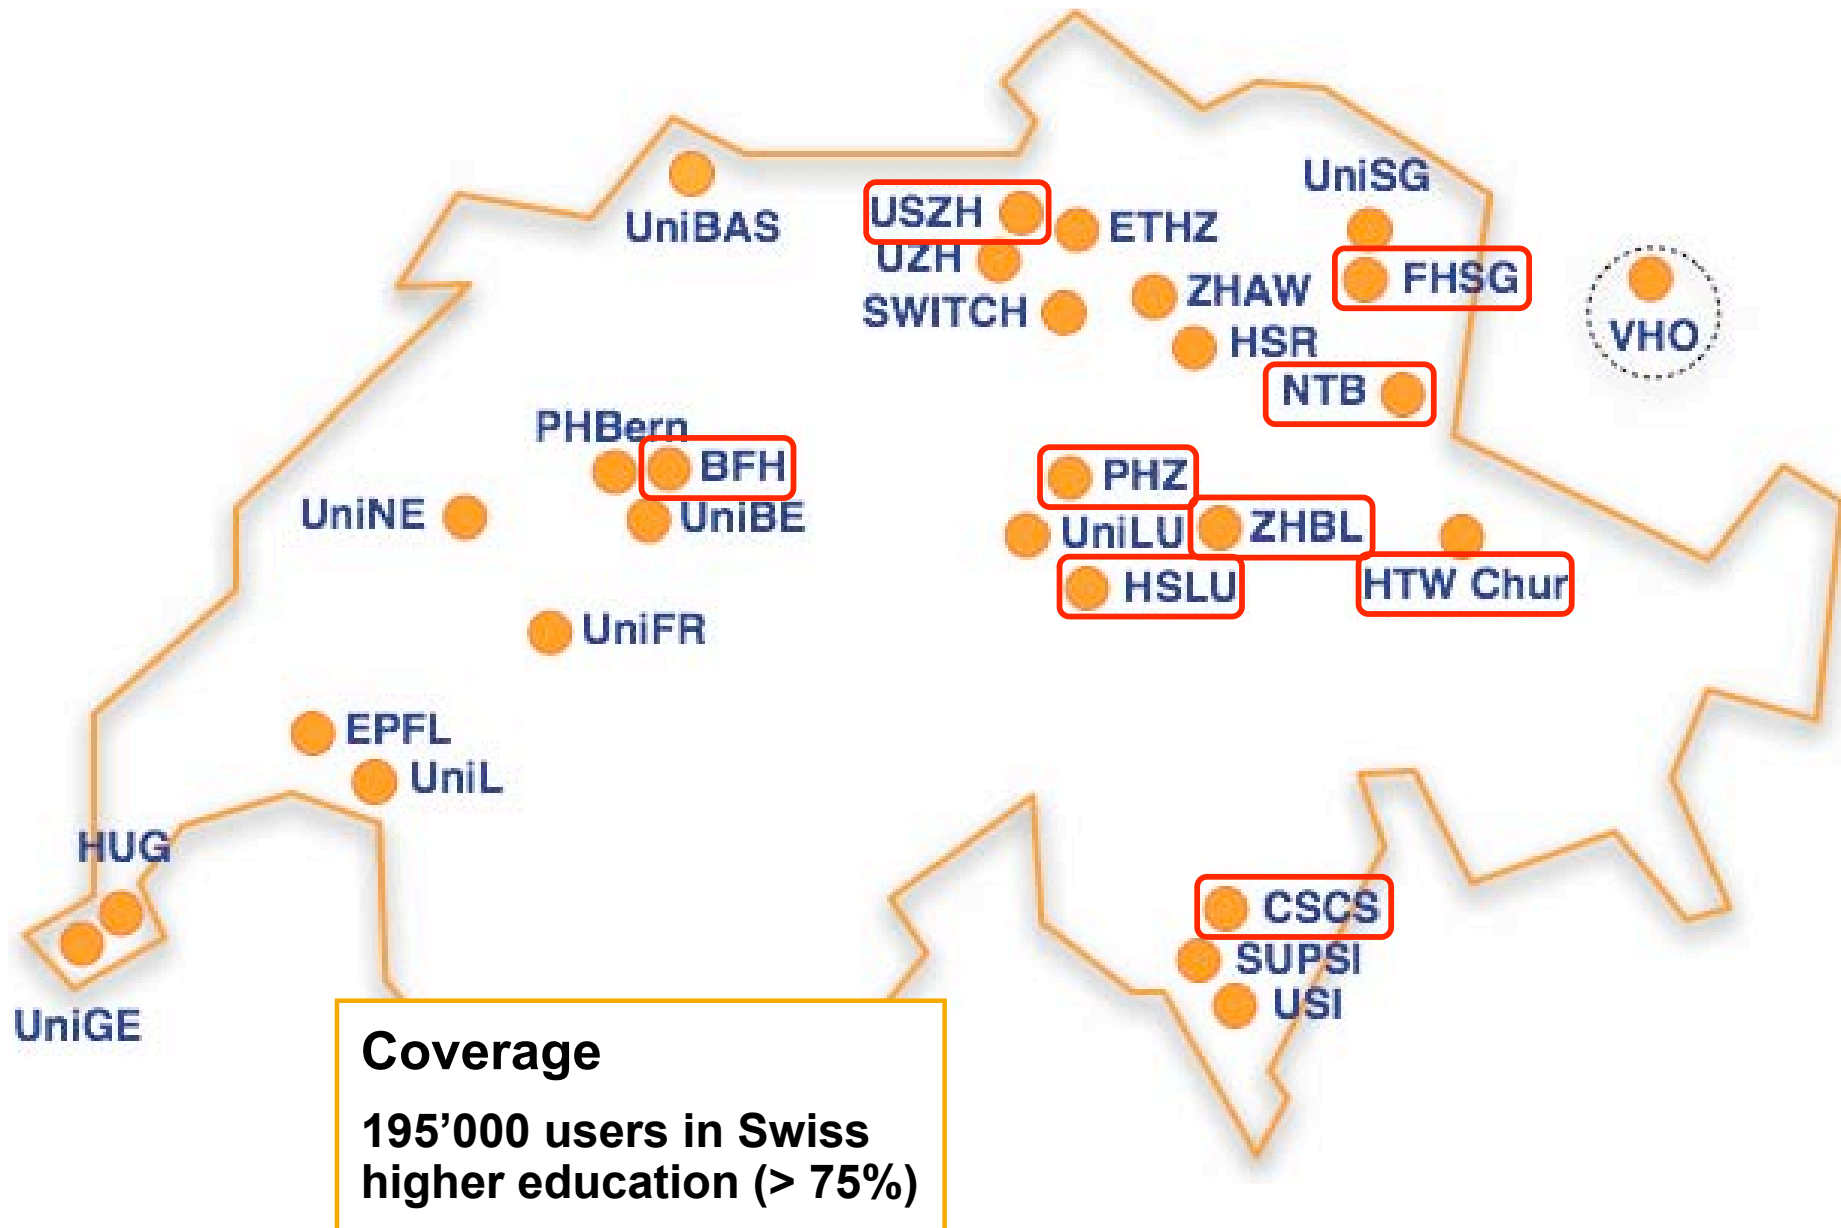 UniSG
USZH
ETHZ
UniBAS
UZH
FHSG
ZHAW
SWITCH
VHO
HSR
NTB
PHBern
BFH
PHZ
UniNE
UniBE
UniLU
ZHBL
HSLU
HTW Chur
UniFR
EPFL
UniL
HUG
CSCS
SUPSI
USI
UniGE
Coverage
195’000 users in Swiss
higher education (> 75%)